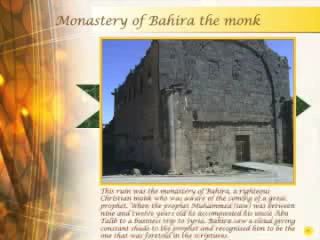 Monastery of Bahira the monk
This ruin was the monastery of Bahira, a righteous
Christian monk who was aware of the coming of a great
prophet. When the prophet Muhammed (saw) was between
nine and twelve years old he accompanied his uncle Abu
Talib to a business trip to Syria. Bahira saw a cloud giving
constant shade to the prophet and recognised him to be the
one that was foretold in the scriptures.